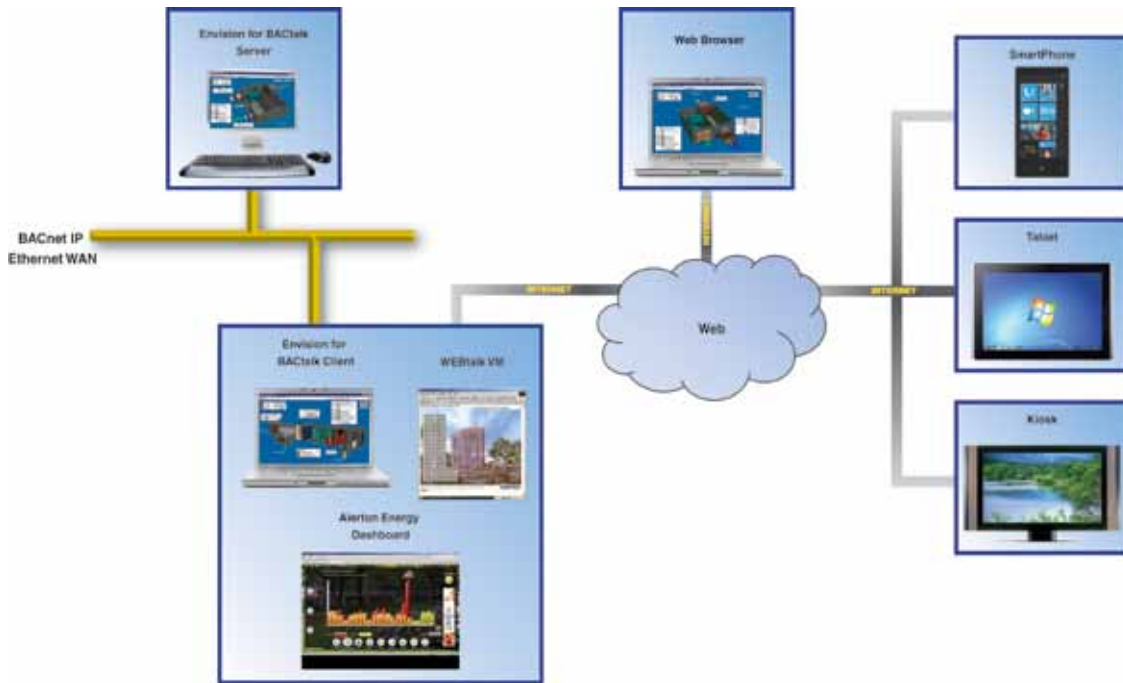 Envision for BACtalk
Server
Web Browser
SmartPhone
BACnet IP
Ethernet WAN
INTERNET
Tablet
INTERNET
INTERNET
Web
Envision for
BACtalk Client
WEBtalk VM
Kiosk
Alerton Energy
Dashboard